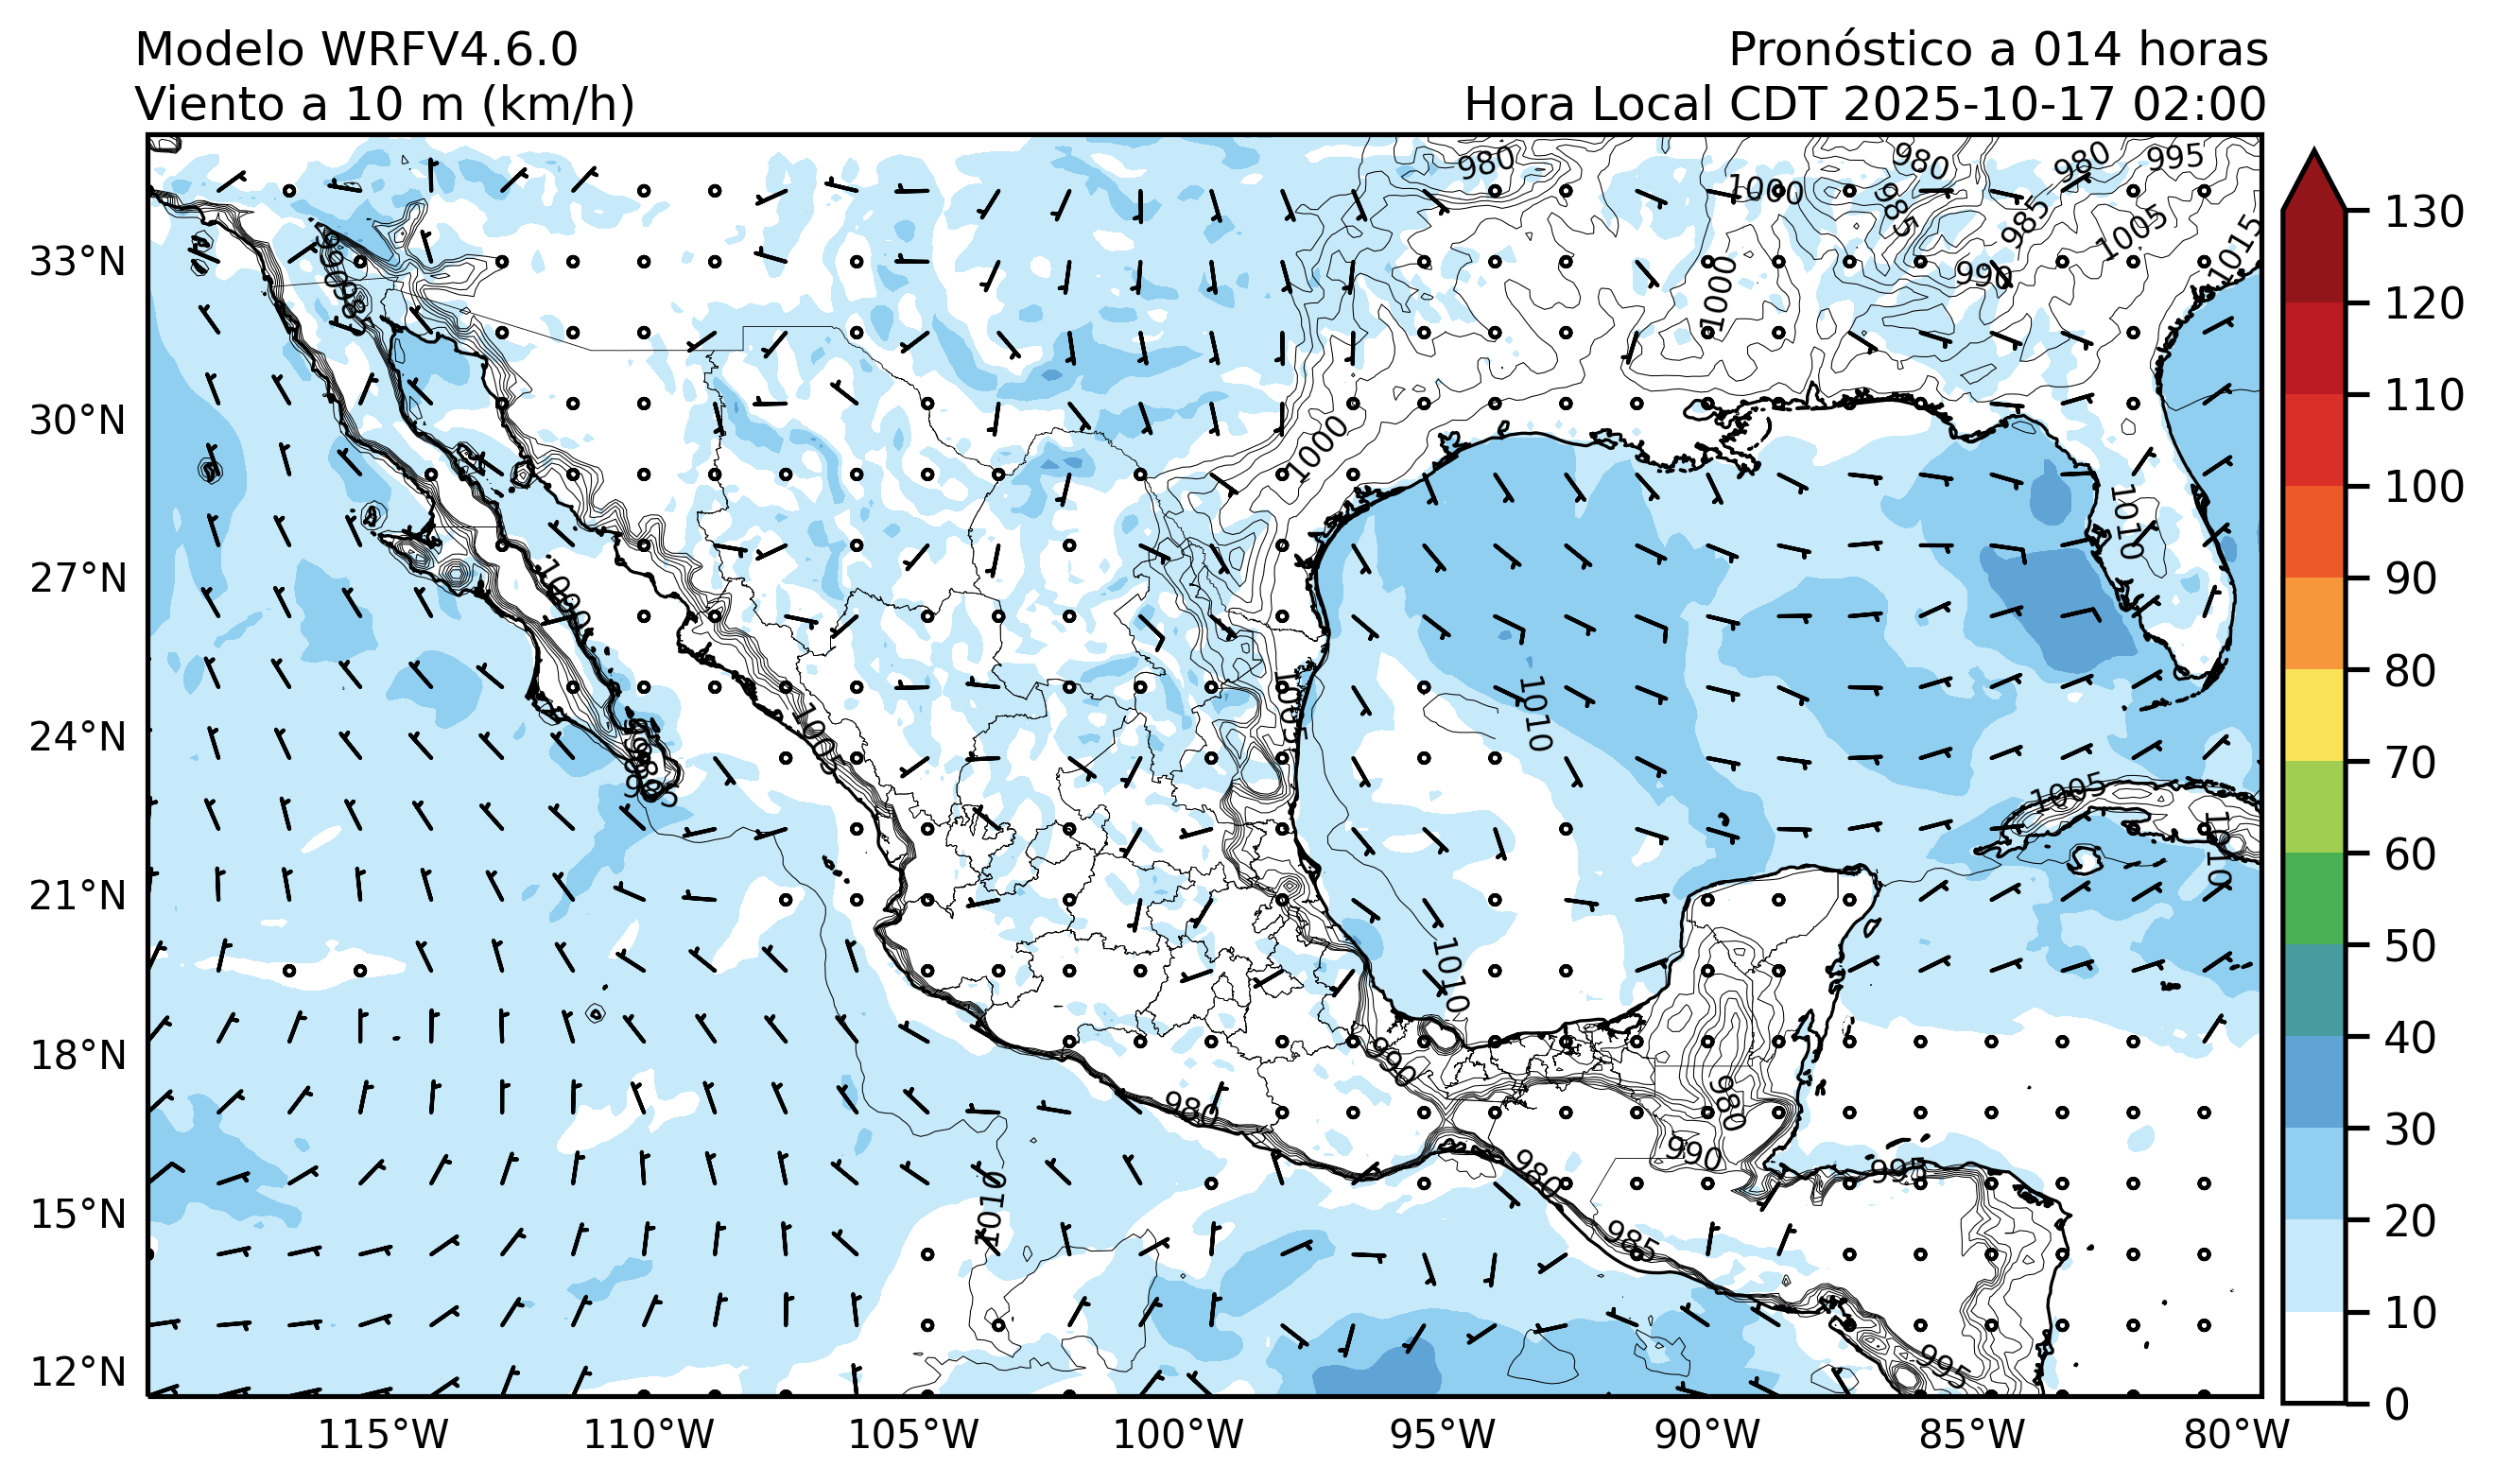 Modelo WRFV4.6.0
Pronóstico a 014 horas
Viento a 10 m (km/h)
Hora Local CDT 2025-10-17 02:00
980
980
980
995
1000
985
985
1005
1015
990
1000
1000
1010
1000
1005
1005
1010
995
1005
1010
1010
980
990
980
990
980
995
1010
985
995
33°N
30°N
27°N
24°N
21°N
18°N
15°N
12°N
115°W
110°W
105°W
100°W
95°W
90°W
85°W
80°W
130
120
110
100
90
80
70
60
50
40
30
20
10
0